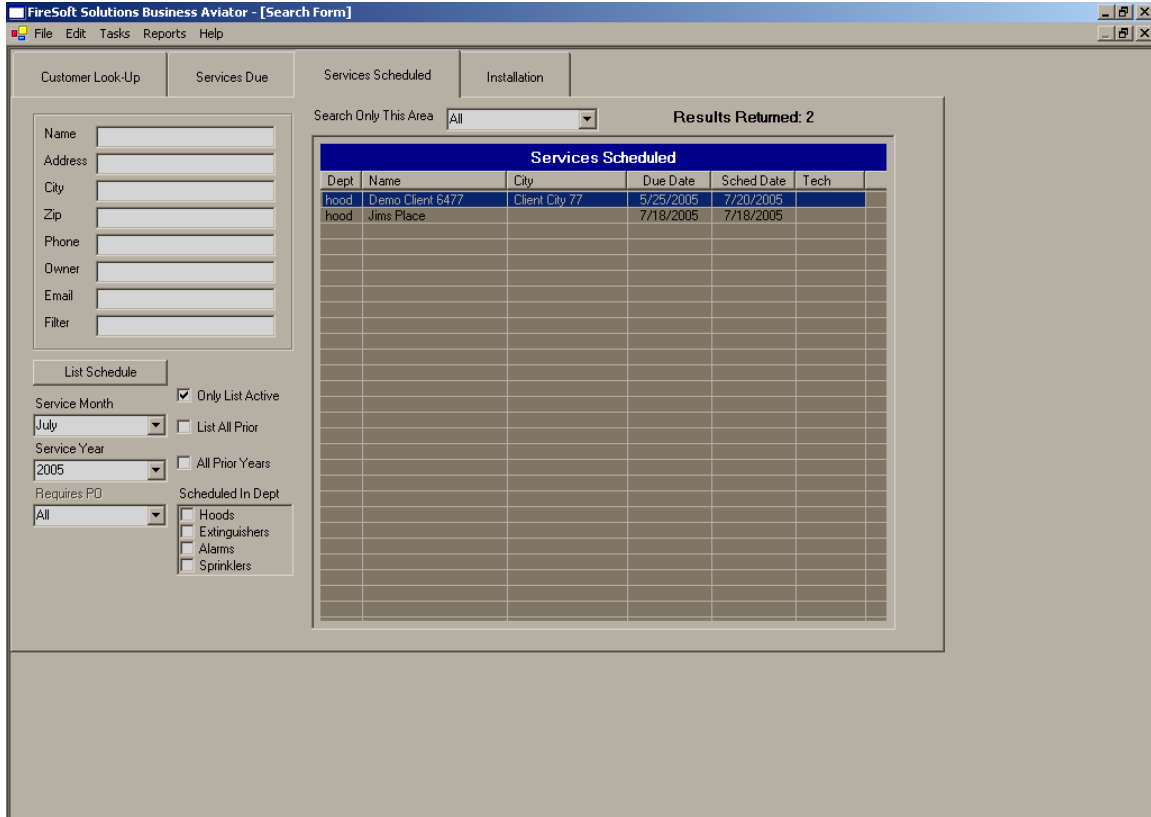 FireSoft Solutions Business Aviator - [Search Form]
File Edit Tasks Reports Help
Customer Look-Up Services Due Services Scheduled Installation
Search Only This Area All Results Returned: 2
Name
Address
City
Zip
Phone
Owner
Email
Filter
List Schedule
Only List Active
Service Month
July
List All Prior
Service Year
2005
All Prior Years
Requires PO
All
Scheduled In Dept
Hoods
Extinguishers
Alarms
Sprinklers
Services Scheduled
Dept Name City Due Date Sched Date Tech
hood Demo Client 6477 Client City 77 5/25/2005 7/20/2005
hood Jims Place 7/18/2005 7/18/2005